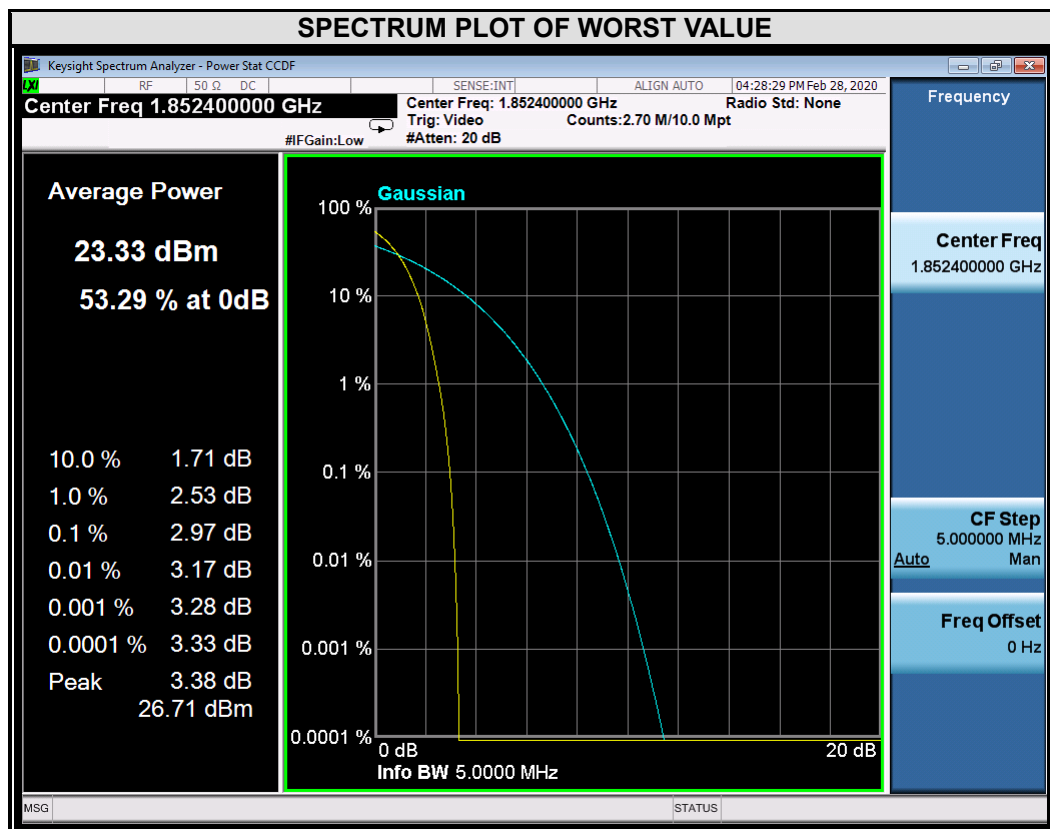 SPECTRUM PLOT OF WORST VALUE
Keysight Spectrum Analyzer - Power Stat CCDF
LXI RF 50 Ω DC SENSE:INT ALIGN AUTO 04:28:29 PM Feb 28, 2020
Center Freq 1.852400000 GHz
#IFGain:Low
Center Freq: 1.852400000 GHz Radio Std: None
Trig: Video Counts:2.70 M/10.0 Mpt
#Atten: 20 dB
Average Power
23.33 dBm
53.29 % at 0dB
10.0 % 1.71 dB
1.0 % 2.53 dB
0.1 % 2.97 dB
0.01 % 3.17 dB
0.001 % 3.28 dB
0.0001 % 3.33 dB
Peak 3.38 dB
26.71 dBm
Gaussian
100 %
10 %
1 %
0.1 %
0.01 %
0.001 %
0.0001 %
0 dB 20 dB
Info BW 5.0000 MHz
Frequency
Center Freq
1.852400000 GHz
CF Step
5.000000 MHz
Auto Man
Freq Offset
0 Hz
MSG STATUS